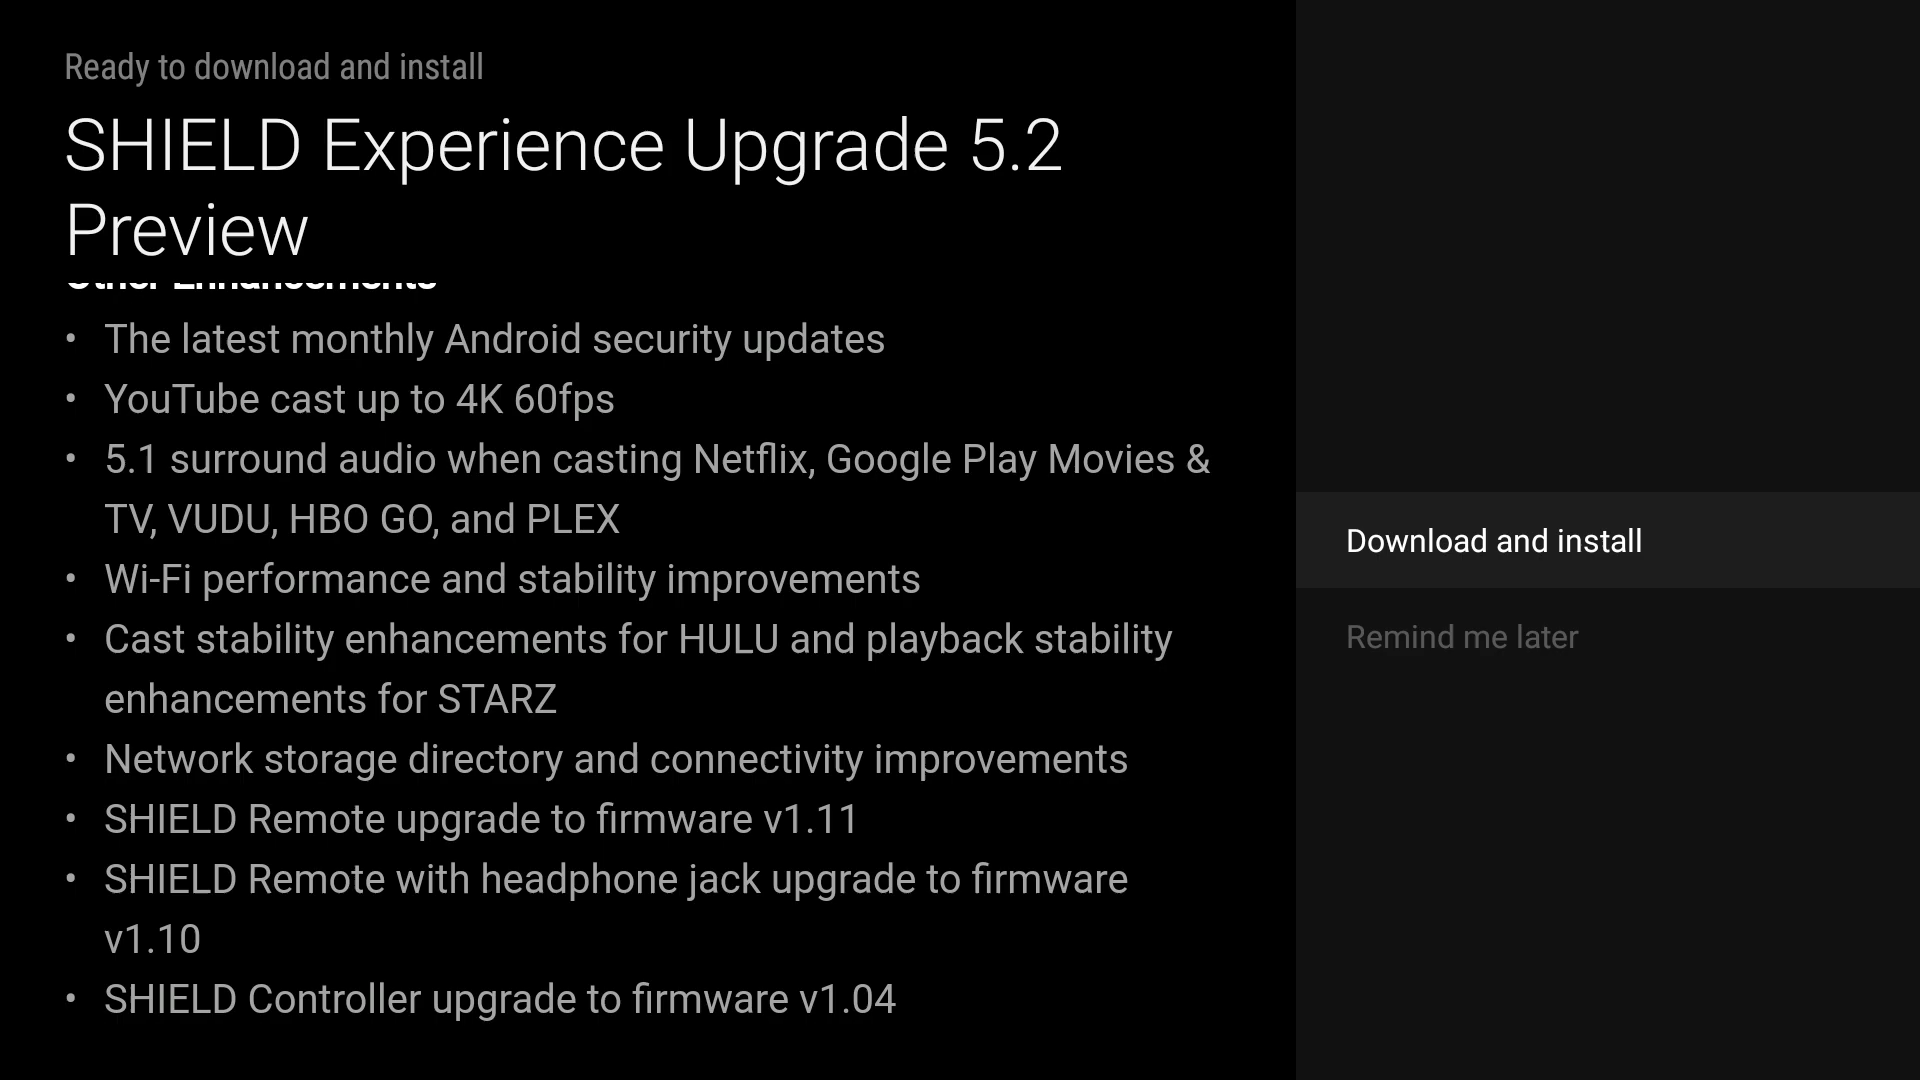 Ready to download and install
SHIELD Experience Upgrade 5.2
Preview
Other Enhancements
• The latest monthly Android security updates
• YouTube cast up to 4K 60fps
• 5.1 surround audio when casting Netflix, Google Play Movies &
TV, VUDU, HBO GO, and PLEX
• Wi-Fi performance and stability improvements
• Cast stability enhancements for HULU and playback stability
enhancements for STARZ
• Network storage directory and connectivity improvements
• SHIELD Remote upgrade to firmware v1.11
• SHIELD Remote with headphone jack upgrade to firmware
v1.10
• SHIELD Controller upgrade to firmware v1.04
Download and install
Remind me later